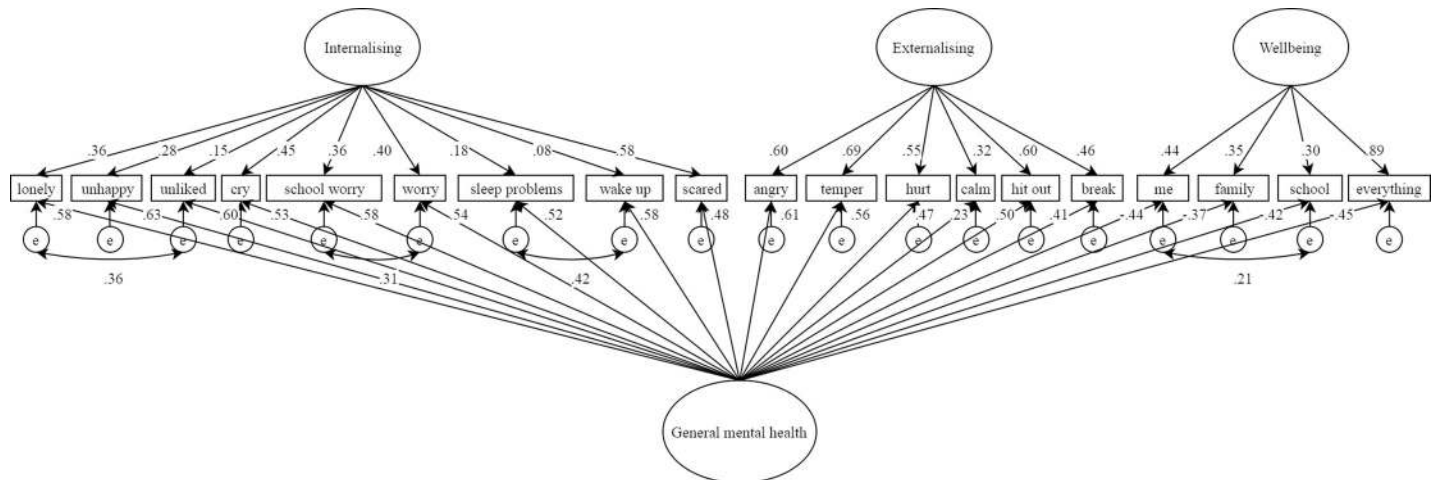 Internalising Externalising Wellbeing
.36 .28 .15 .45 .36 .40 .18 .08 .58 .60 .69 .55 .32 .60 .46 .44 .35 .30 .89
lonely unhappy unliked cry school worry worry sleep problems wake up scared angry temper hurt calm hit out break me family school everything
.58 .63 .60 .53 .58 .54 .52 .58 .48 .61 .56 .47 .23 .50 .41 -.44 -.37 -.42 -.45
e e e e e e e e e e e e e e e e e e e
.36 .31 .42 .21
General mental health